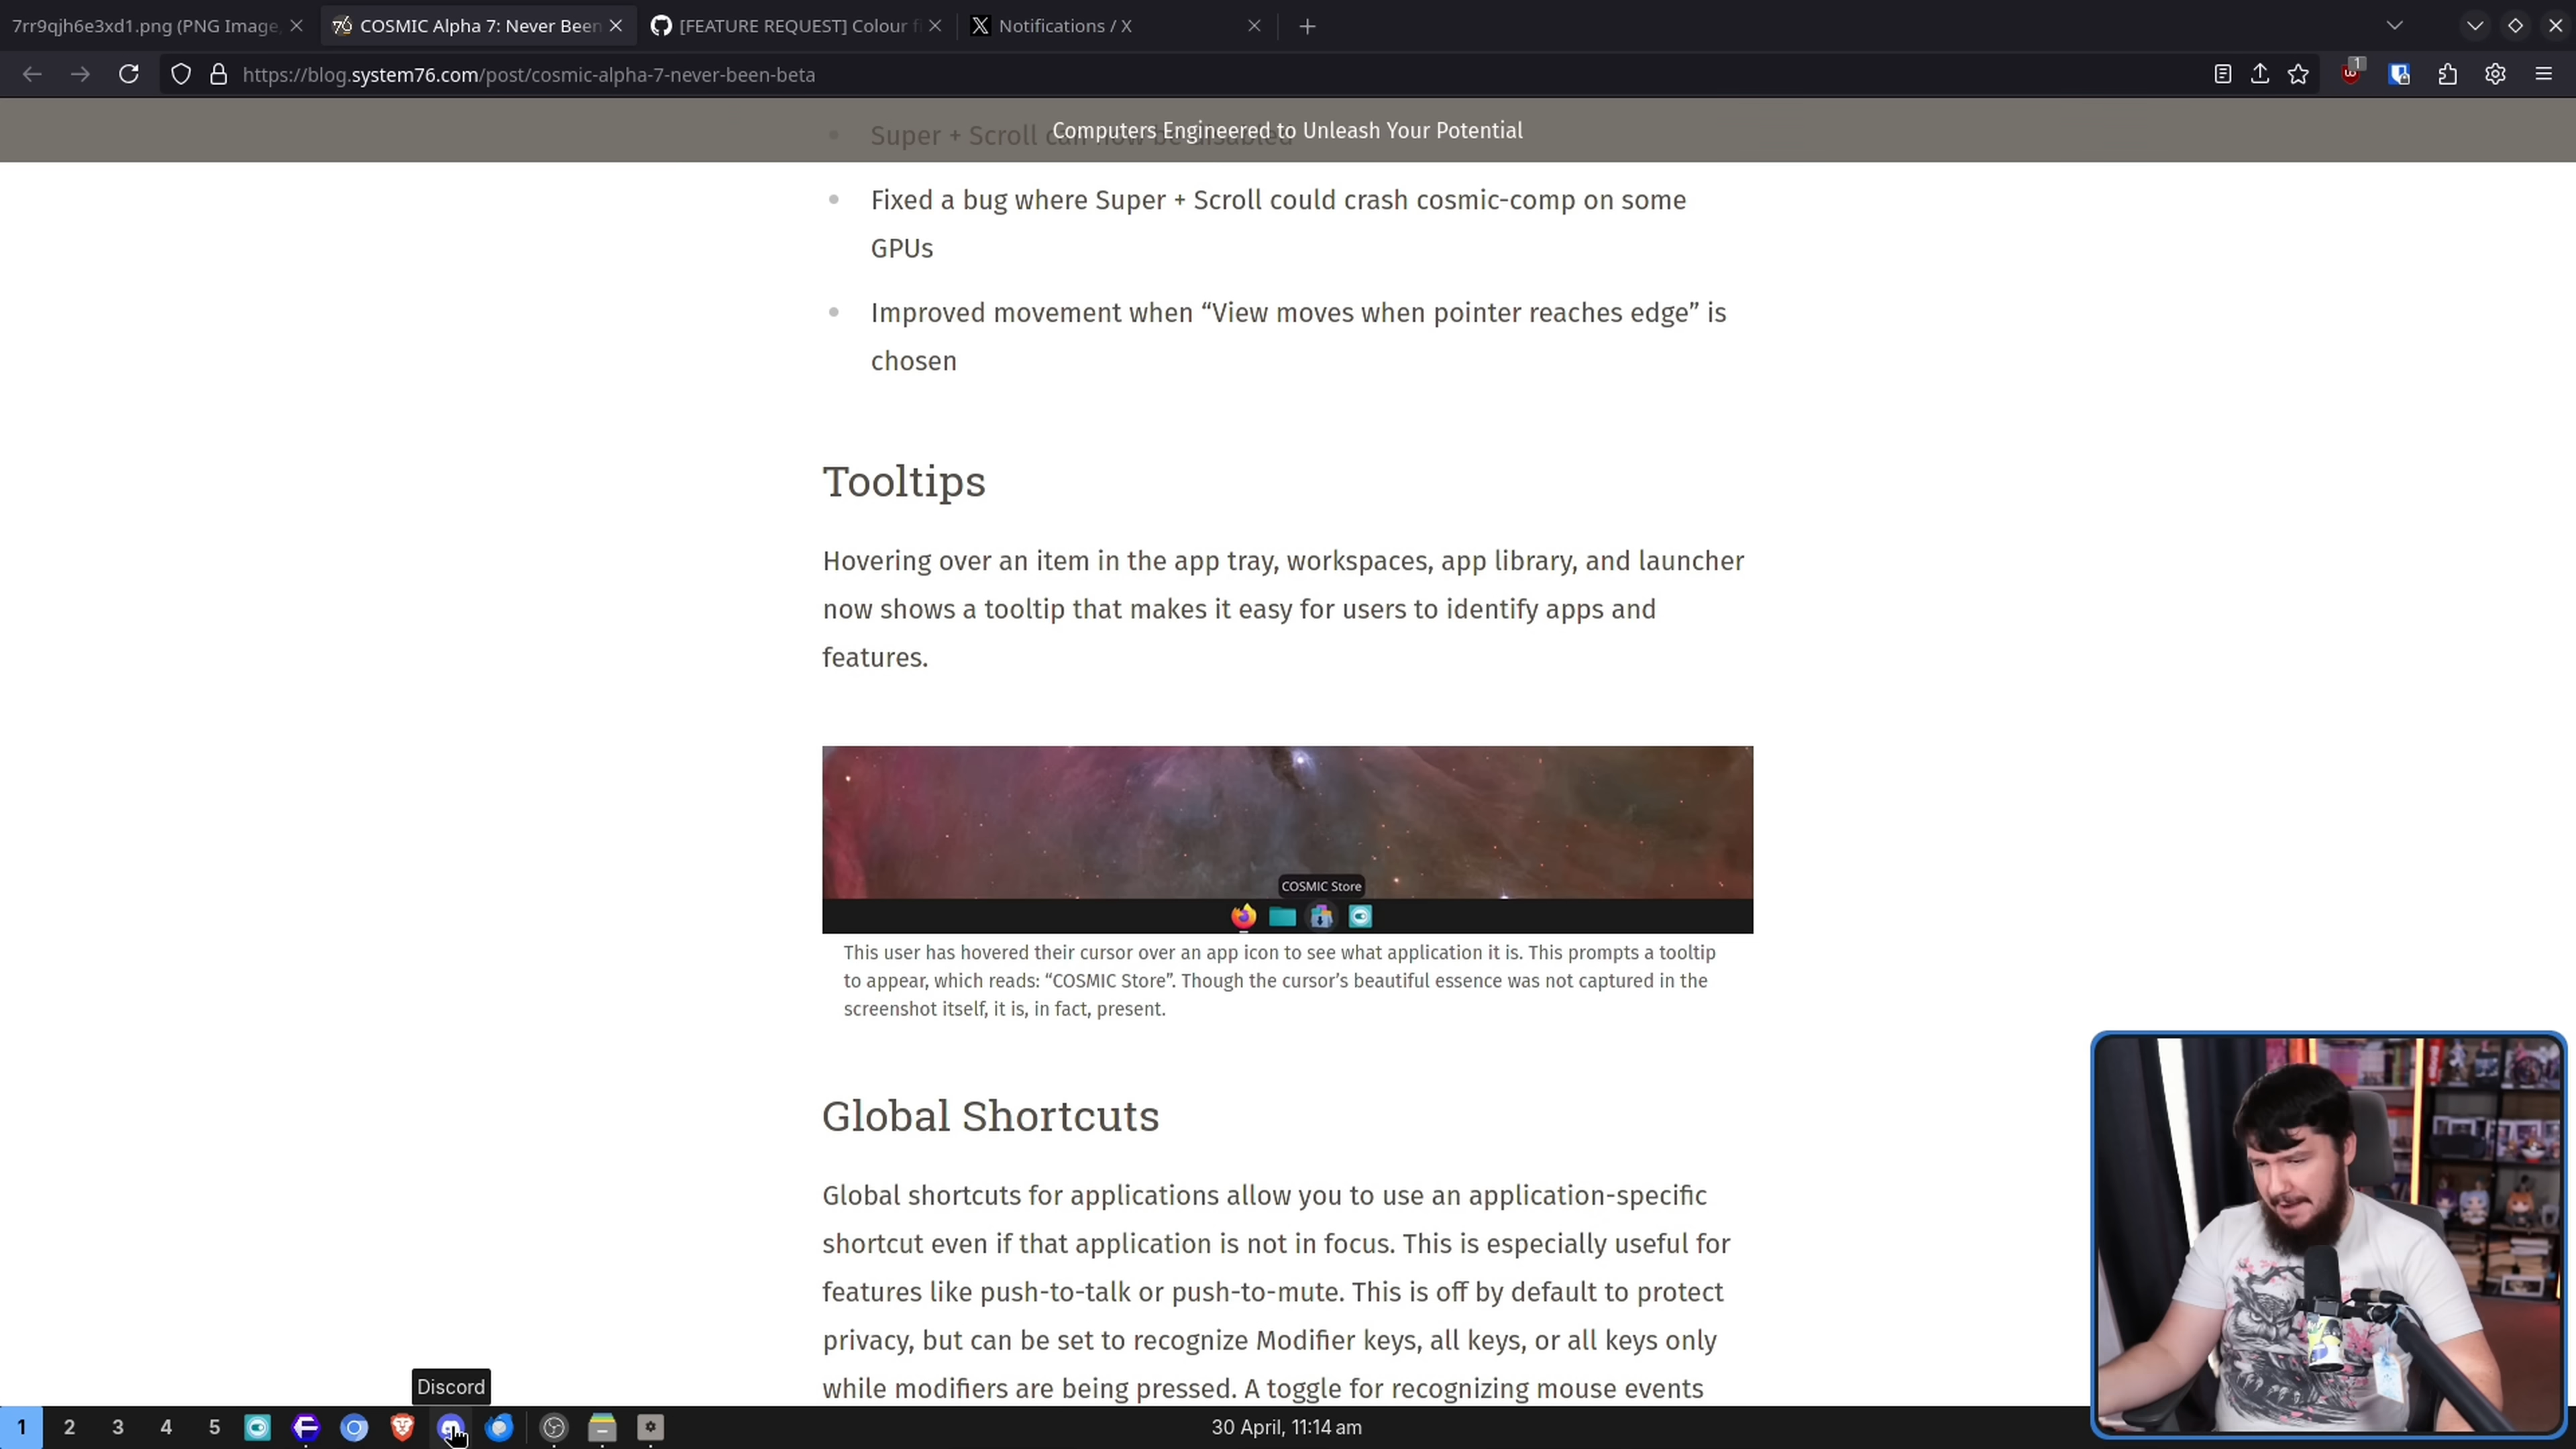 7rr9qjh6e3xd1.png (PNG Image,
COSMIC Alpha 7: Never Been
[FEATURE REQUEST] Colour fi
Notifications / X
https://blog.system76.com/post/cosmic-alpha-7-never-been-beta
1
Computers Engineered to Unleash Your Potential
Super + Scroll can now be disabled
Fixed a bug where Super + Scroll could crash cosmic-comp on some
GPUs
Improved movement when “View moves when pointer reaches edge” is
chosen
Tooltips
Hovering over an item in the app tray, workspaces, app library, and launcher
now shows a tooltip that makes it easy for users to identify apps and
features.
COSMIC Store
This user has hovered their cursor over an app icon to see what application it is. This prompts a tooltip
to appear, which reads: “COSMIC Store”. Though the cursor’s beautiful essence was not captured in the
screenshot itself, it is, in fact, present.
Global Shortcuts
Global shortcuts for applications allow you to use an application-specific
shortcut even if that application is not in focus. This is especially useful for
features like push-to-talk or push-to-mute. This is off by default to protect
privacy, but can be set to recognize Modifier keys, all keys, or all keys only
while modifiers are being pressed. A toggle for recognizing mouse events
Discord
1 2 3 4 5
30 April, 11:14 am